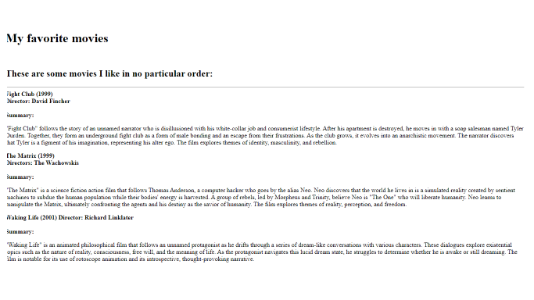 My favorite movies
These are some movies I like in no particular order:
Fight Club (1999)
Director: David Fincher
Summary:
"Fight Club" follows the story of an unnamed narrator who is disillusioned with his white-collar job and consumerist lifestyle. After his apartment is destroyed, he moves in with a soap salesman named Tyler
Durden. Together, they form an underground fight club as a form of male bonding and an escape from their frustrations. As the club grows, it evolves into an anarchistic movement. The narrator discovers
that Tyler is a figment of his imagination, representing his alter ego. The film explores themes of identity, masculinity, and rebellion.
The Matrix (1999)
Directors: The Wachowskis
Summary:
"The Matrix" is a science fiction action film that follows Thomas Anderson, a computer hacker who goes by the alias Neo. Neo discovers that the world he lives in is a simulated reality created by sentient
machines to subdue the human population while their bodies' energy is harvested. A group of rebels, led by Morpheus and Trinity, believe Neo is "The One" who will liberate humanity. Neo learns to
manipulate the Matrix, ultimately confronting the agents and his destiny as the savior of humanity. The film explores themes of reality, perception, and freedom.
Waking Life (2001) Director: Richard Linklater
Summary:
"Waking Life" is an animated philosophical film that follows an unnamed protagonist as he drifts through a series of dream-like conversations with various characters. These dialogues explore existential
topics such as the nature of reality, consciousness, free will, and the meaning of life. As the protagonist navigates this lucid dream state, he struggles to determine whether he is awake or still dreaming. The
film is notable for its use of rotoscope animation and its introspective, thought-provoking narrative.